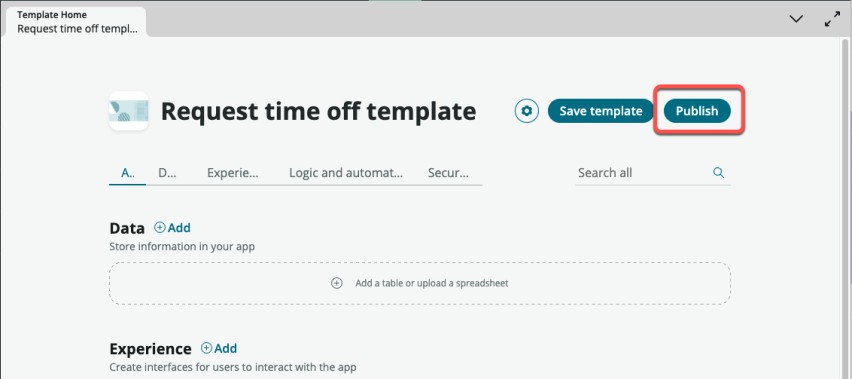 Template Home
Request time off templ...
Request time off template
Save template
Publish
A..
D...
Experie...
Logic and automat...
Secur...
Search all
Data
Add
Store information in your app
Add a table or upload a spreadsheet
Experience
Add
Create interfaces for users to interact with the app